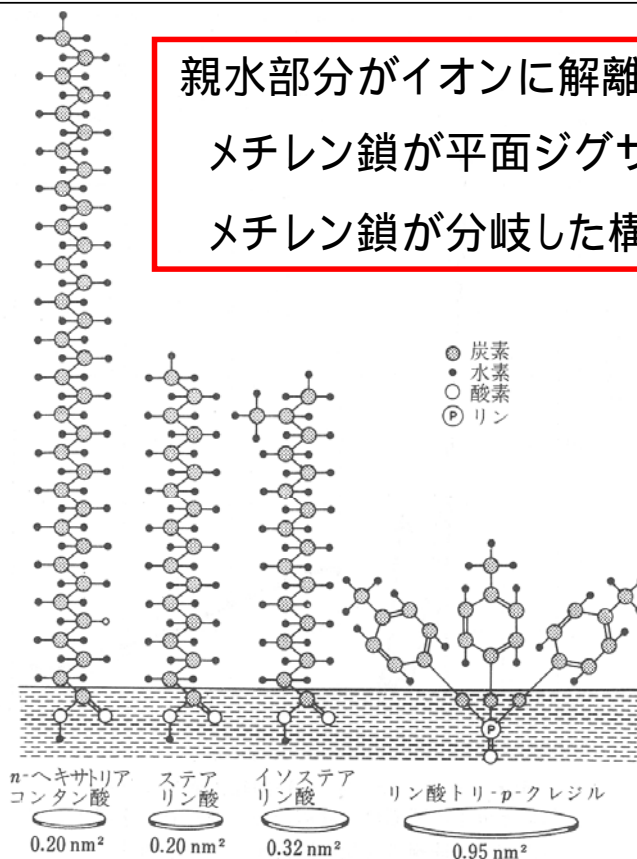 親水部分がイオンに解離
メチレン鎖が平面ジグ
メチレン鎖が分岐した
炭素
水素
酸素
P リン
P
n-ヘキサトリア
コンタン酸
ステア
リン酸
イソステア
リン酸
リン酸トリ-p-クレジル
0.20 nm²
0.20 nm²
0.32 nm²
0.95 nm²